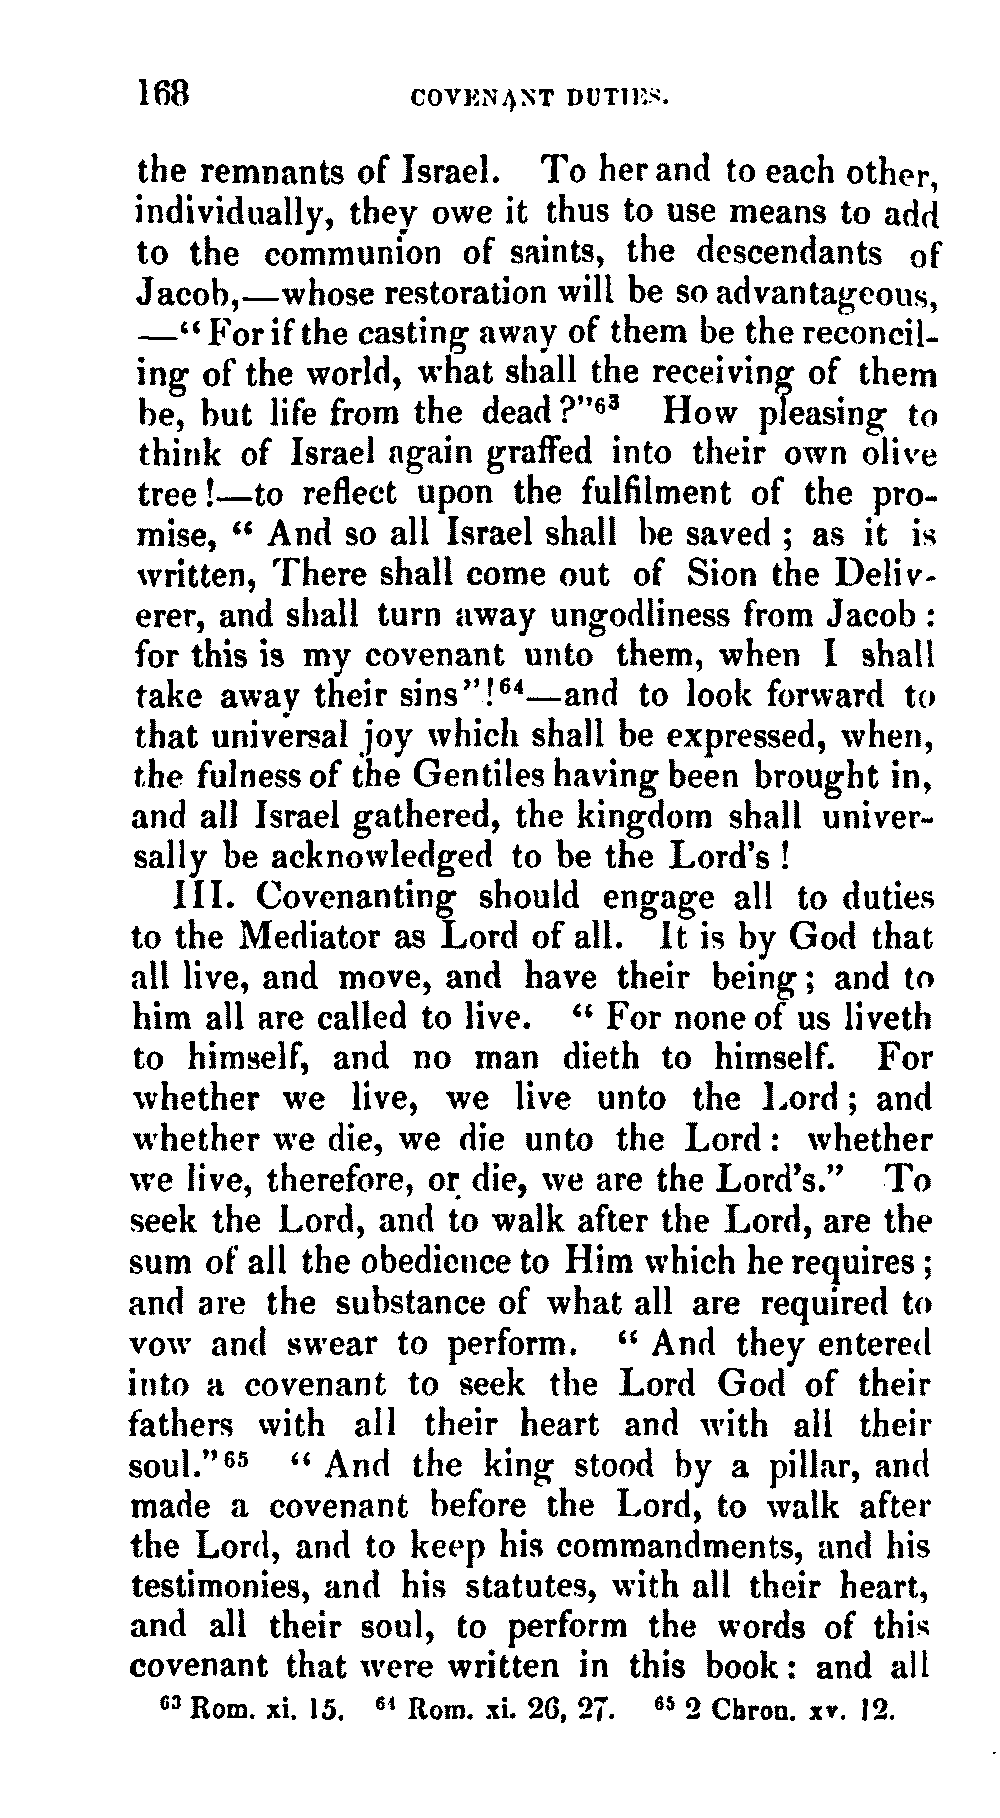 168 COVENANT DUTIES.
the remnants of Israel. To her and to each other,
individually, they owe it thus to use means to add
to the communion of saints, the descendants of
Jacob,—whose restoration will be so advantageous,
—“ For if the casting away of them be the reconcil-
ing of the world, what shall the receiving of them
be, but life from the dead?”⁶³ How pleasing to
think of Israel again graffed into their own olive
tree!—to reflect upon the fulfilment of the pro-
mise, “ And so all Israel shall be saved ; as it is
written, There shall come out of Sion the Deliv-
erer, and shall turn away ungodliness from Jacob :
for this is my covenant unto them, when I shall
take away their sins”!⁶⁴—and to look forward to
that universal joy which shall be expressed, when,
the fulness of the Gentiles having been brought in,
and all Israel gathered, the kingdom shall univer-
sally be acknowledged to be the Lord's !
III. Covenanting should engage all to duties
to the Mediator as Lord of all. It is by God that
all live, and move, and have their being ; and to
him all are called to live. “ For none of us liveth
to himself, and no man dieth to himself. For
whether we live, we live unto the Lord ; and
whether we die, we die unto the Lord : whether
we live, therefore, or die, we are the Lord's.” To
seek the Lord, and to walk after the Lord, are the
sum of all the obedience to Him which he requires ;
and are the substance of what all are required to
vow and swear to perform. “ And they entered
into a covenant to seek the Lord God of their
fathers with all their heart and with all their
soul.”⁶⁵ “ And the king stood by a pillar, and
made a covenant before the Lord, to walk after
the Lord, and to keep his commandments, and his
testimonies, and his statutes, with all their heart,
and all their soul, to perform the words of this
covenant that were written in this book : and all
⁶³ Rom. xi. 15. ⁶⁴ Rom. xi. 26, 27. ⁶⁵ 2 Chron. xv. 12.